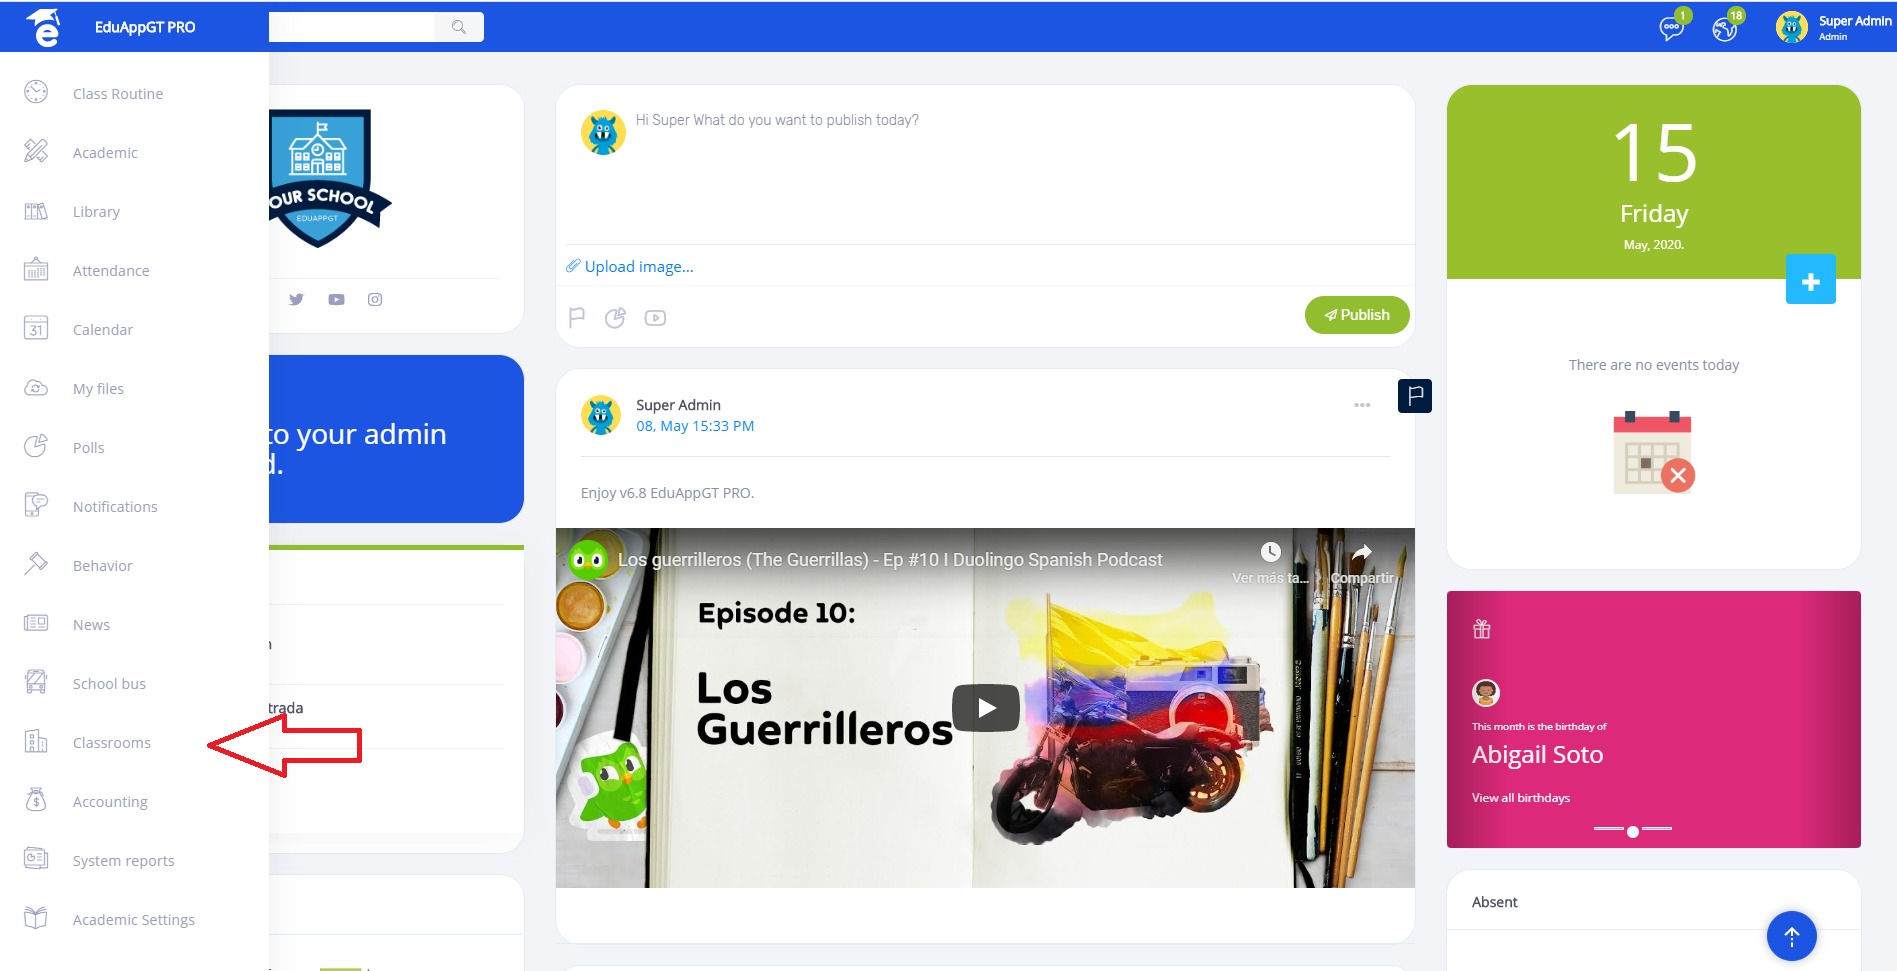 EduAppGT PRO
1
18
Super Admin
Admin
Class Routine
Academic
Library
Attendance
31
Calendar
My files
Polls
Notifications
Behavior
News
School bus
Classrooms
Accounting
System reports
Academic Settings
OUR SCHOOL
EDUAPPGT
to your admin
d.
n
trada
Hi Super What do you want to publish today?
Upload image...
Publish
Super Admin
08, May 15:33 PM
Enjoy v6.8 EduAppGT PRO.
Los guerrilleros (The Guerrillas) - Ep #10 I Duolingo Spanish Podcast
Ver más ta...
Compartir
Episode 10:
Los
Guerrilleros
15
Friday
May, 2020.
There are no events today
This month is the birthday of
Abigail Soto
View all birthdays
Absent